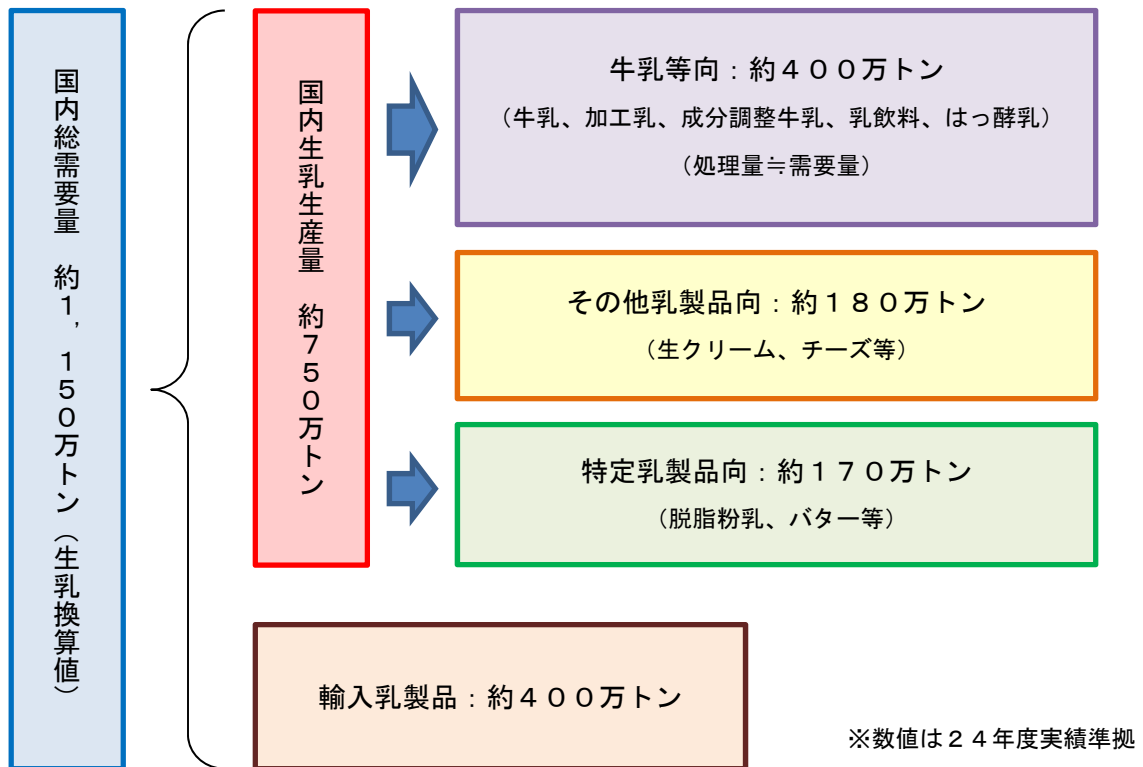 国内総需要量　約１，１５０万トン（生乳換算値）
国内生乳生産量　約７５０万トン
牛乳等向：約４００万トン
（牛乳、加工乳、成分調整牛乳、乳飲料、はっ酵乳）
（処理量≒需要量）
その他乳製品向：約１８０万トン
（生クリーム、チーズ等）
特定乳製品向：約１７０万トン
（脱脂粉乳、バター等）
輸入乳製品：約４００万トン
※数値は２４年度実績準拠